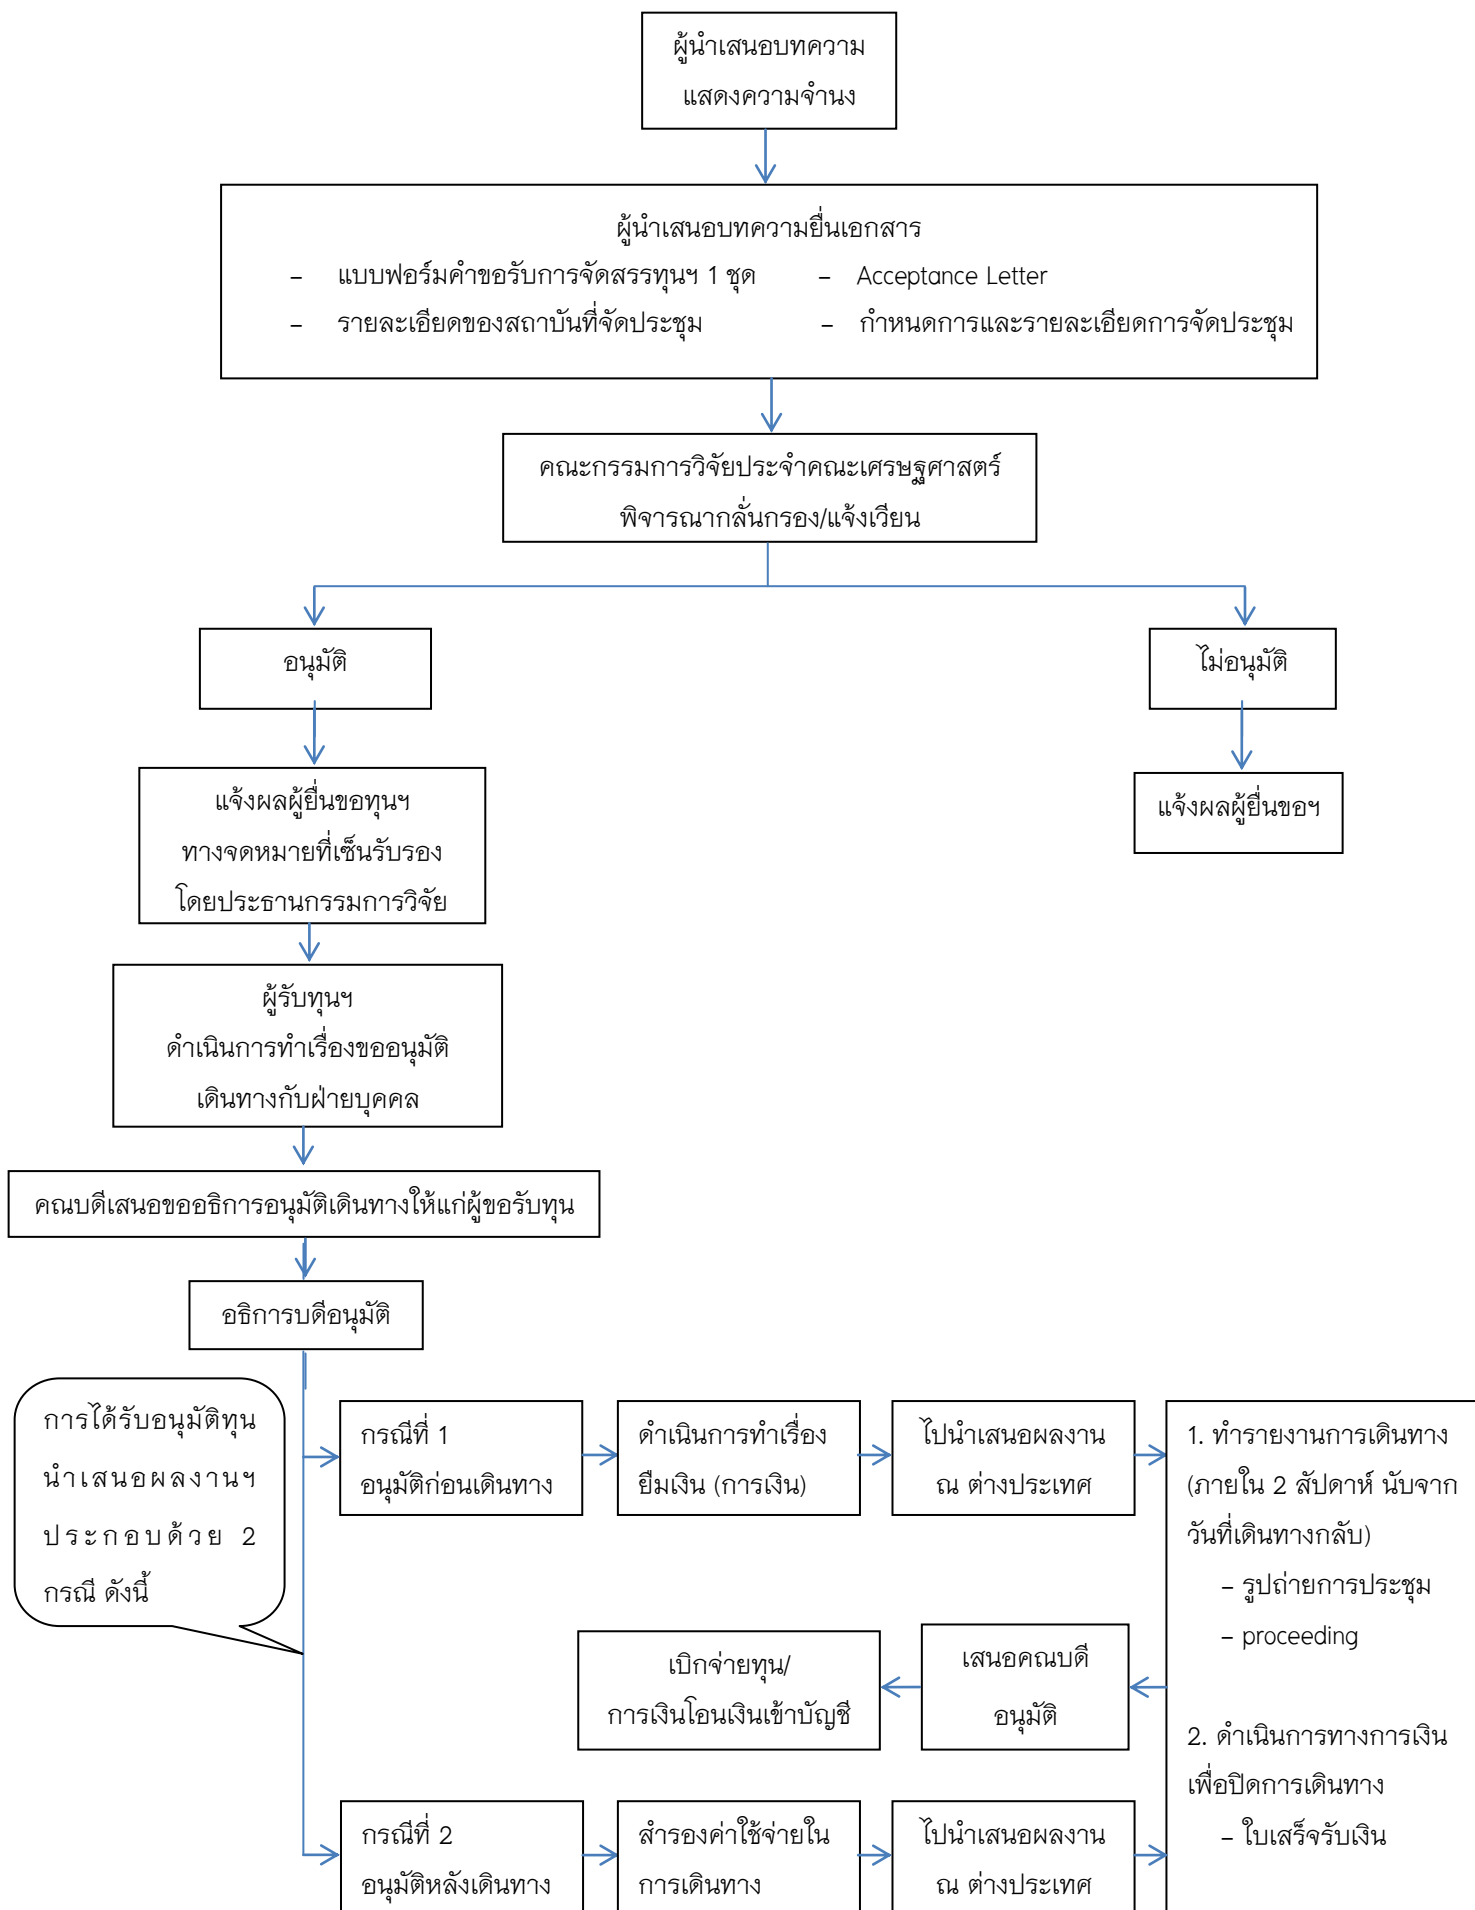 ผู้นำเสนอบทความ
แสดงความจำนง
ผู้นำเสนอบทความยื่นเอกสาร
– แบบฟอร์มคำขอรับการจัดสรรทุนฯ 1 ชุด – Acceptance Letter
– รายละเอียดของสถาบันที่จัดประชุม – กำหนดการและรายละเอียดการจัดประชุม
คณะกรรมการวิจัยประจำคณะเศรษฐศาสตร์
พิจารณากลั่นกรอง/แจ้งเวียน
อนุมัติ
ไม่อนุมัติ
แจ้งผลผู้ยื่นขอทุนฯ
ทางจดหมายที่เซ็นรับรอง
โดยประธานกรรมการวิจัย
แจ้งผลผู้ยื่นขอฯ
ผู้รับทุนฯ
ดำเนินการทำเรื่องขออนุมัติ
เดินทางกับฝ่ายบุคคล
คณบดีเสนอขออธิการอนุมัติเดินทางให้แก่ผู้ขอรับทุน
อธิการบดีอนุมัติ
การได้รับอนุมัติทุน
นำเสนอผลงานฯ
ประกอบด้วย 2
กรณี ดังนี้
กรณีที่ 1
อนุมัติก่อนเดินทาง
ดำเนินการทำเรื่อง
ยืมเงิน (การเงิน)
ไปนำเสนอผลงาน
ณ ต่างประเทศ
1. ทำรายงานการเดินทาง
(ภายใน 2 สัปดาห์ นับจาก
วันที่เดินทางกลับ)
– รูปถ่ายการประชุม
– proceeding
2. ดำเนินการทางการเงิน
เพื่อปิดการเดินทาง
– ใบเสร็จรับเงิน
เสนอคณบดี
อนุมัติ
เบิกจ่ายทุน/
การเงินโอนเงินเข้าบัญชี
กรณีที่ 2
อนุมัติหลังเดินทาง
สำรองค่าใช้จ่ายใน
การเดินทาง
ไปนำเสนอผลงาน
ณ ต่างประเทศ